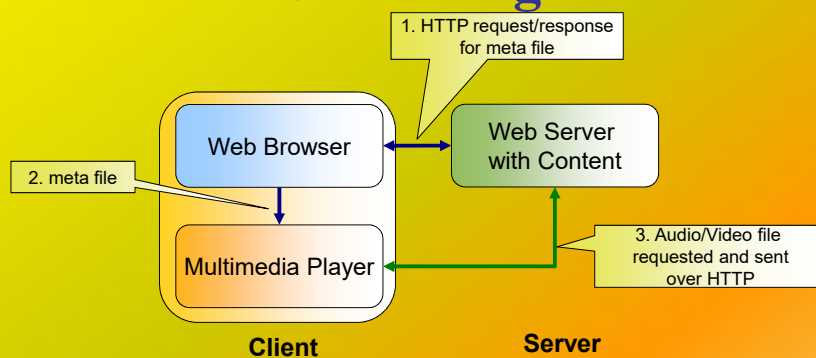 1. HTTP request/response
for meta file
Web Browser
Web Server
with Content
2. meta file
Multimedia Player
3. Audio/Video file
requested and sent
over HTTP
Client
Server